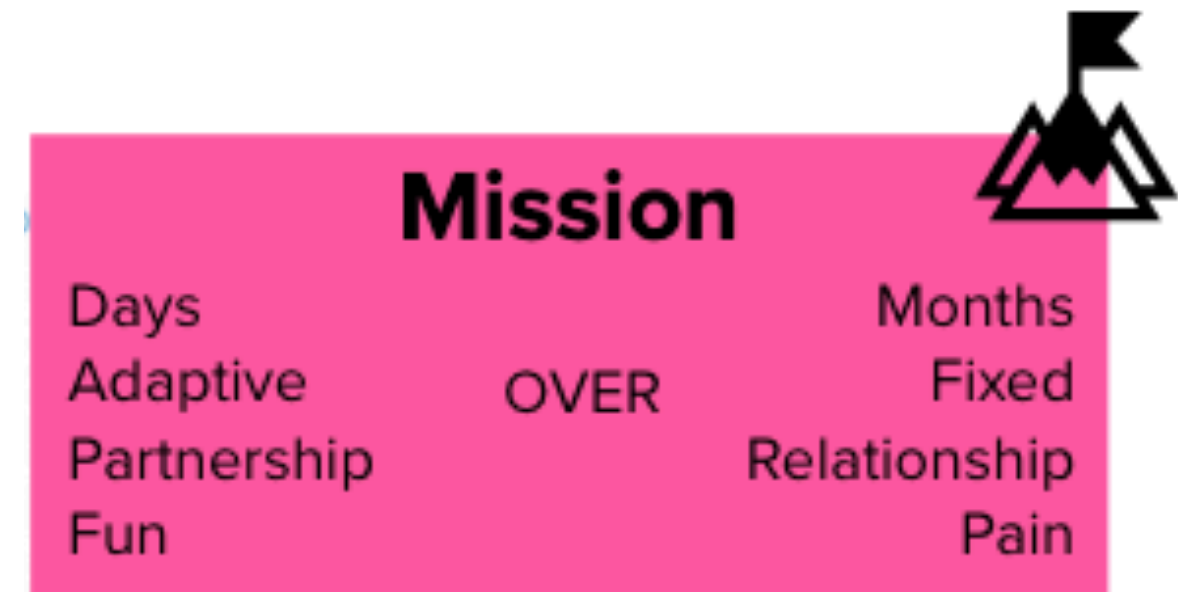 Mission
Days Months
Adaptive OVER Fixed
Partnership Relationship
Fun Pain